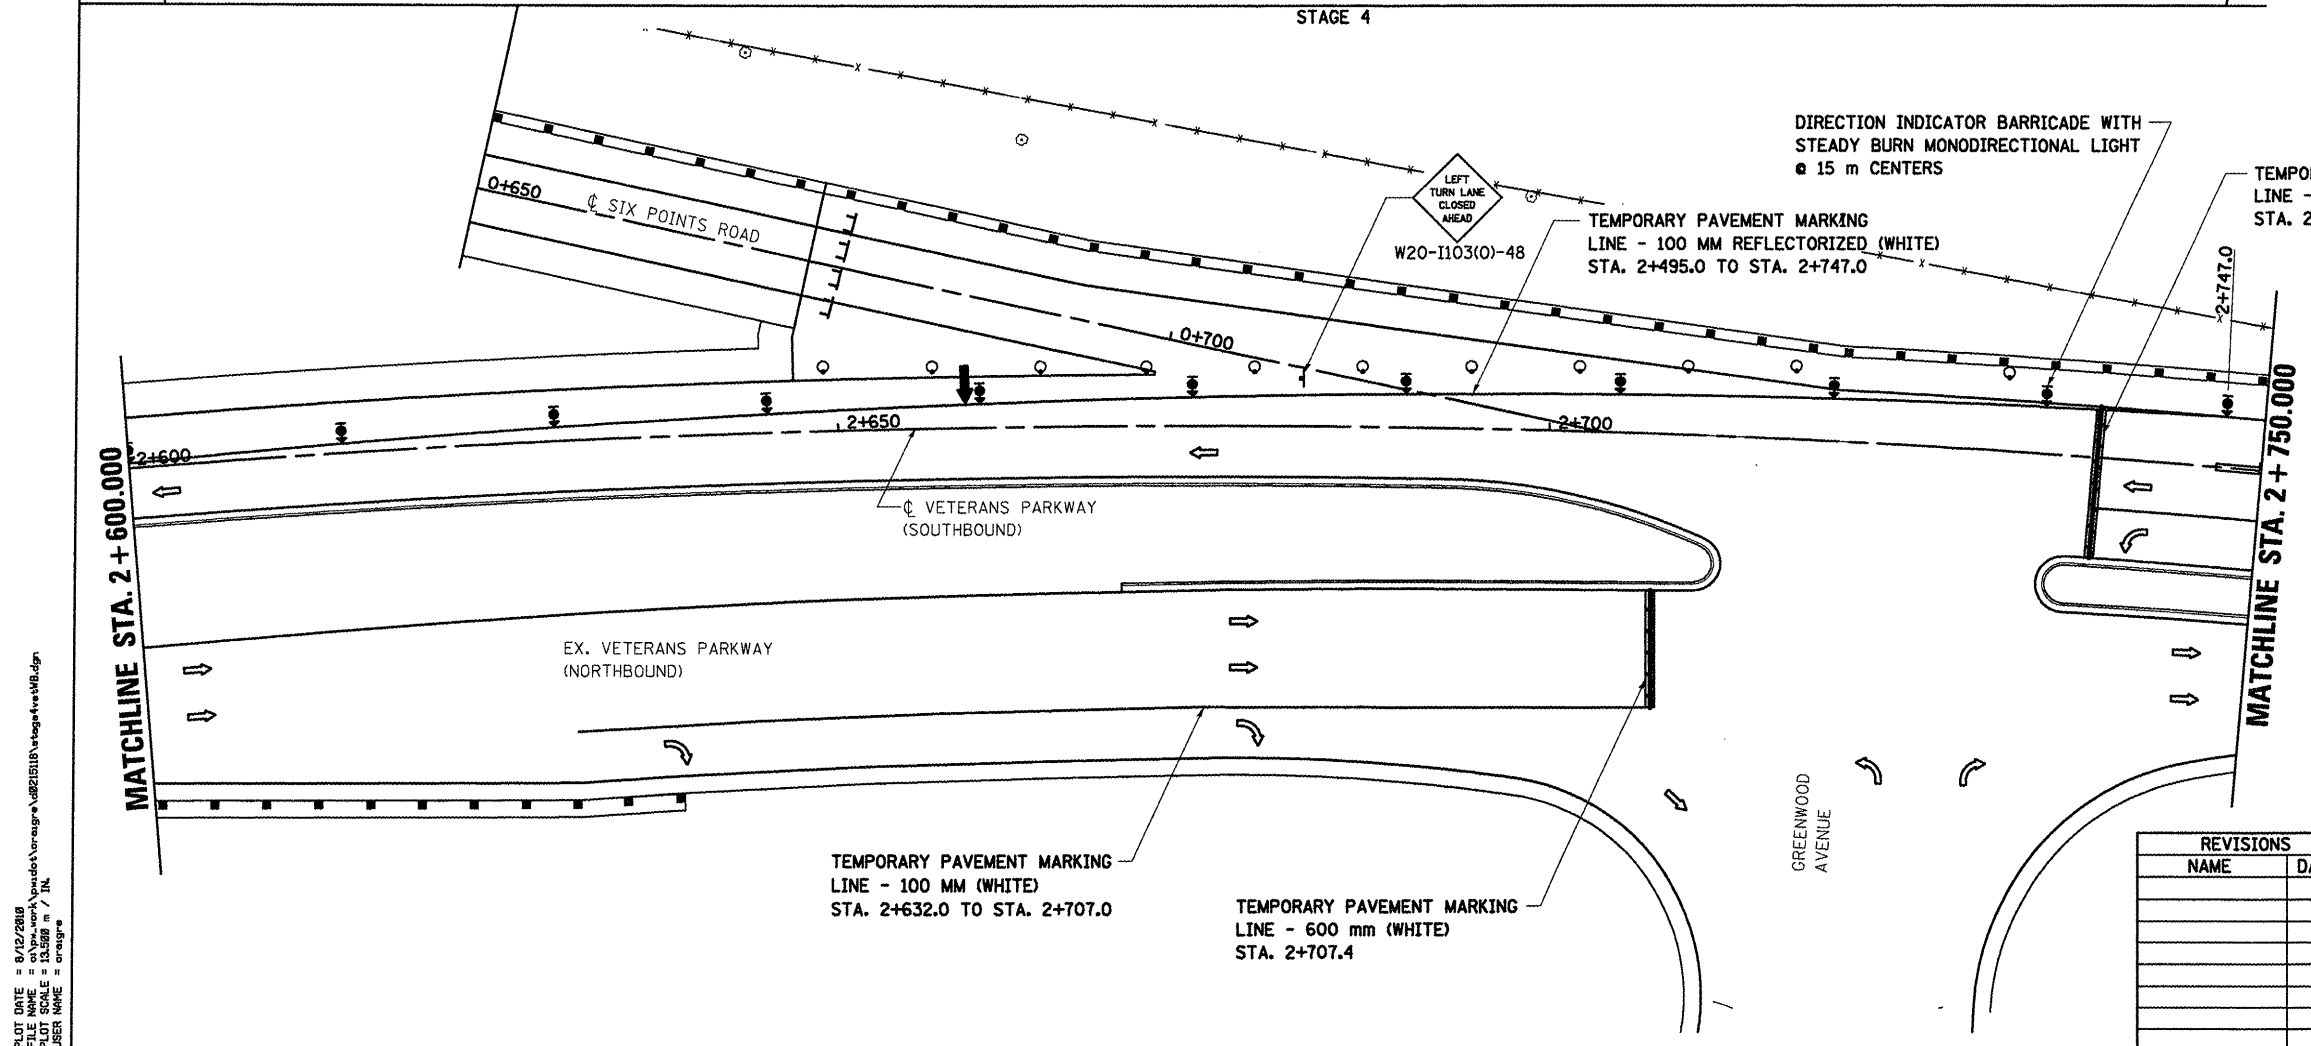 STAGE 4
DIRECTION INDICATOR BARRICADE WITH
STEADY BURN MONODIRECTIONAL LIGHT
@ 15 m CENTERS
TEMPO
LINE -
STA. 2
LEFT
TURN LANE
CLOSED
AHEAD
W20-I103(O)-48
TEMPORARY PAVEMENT MARKING
LINE - 100 MM REFLECTORIZED (WHITE)
STA. 2+495.0 TO STA. 2+747.0
2+747.0
0+650
℄ SIX POINTS ROAD
0+700
2+600
2+650
2+700
℄ VETERANS PARKWAY
(SOUTHBOUND)
MATCHLINE STA. 2+600.000
MATCHLINE STA. 2+750.000
EX. VETERANS PARKWAY
(NORTHBOUND)
GREENWOOD
AVENUE
TEMPORARY PAVEMENT MARKING
LINE - 100 MM (WHITE)
STA. 2+632.0 TO STA. 2+707.0
TEMPORARY PAVEMENT MARKING
LINE - 600 mm (WHITE)
STA. 2+707.4
REVISIONS
NAME
DA
PLOT DATE = 8/12/2010
PLOT SCALE = 13.500 m / IN.
USER NAME = craigre